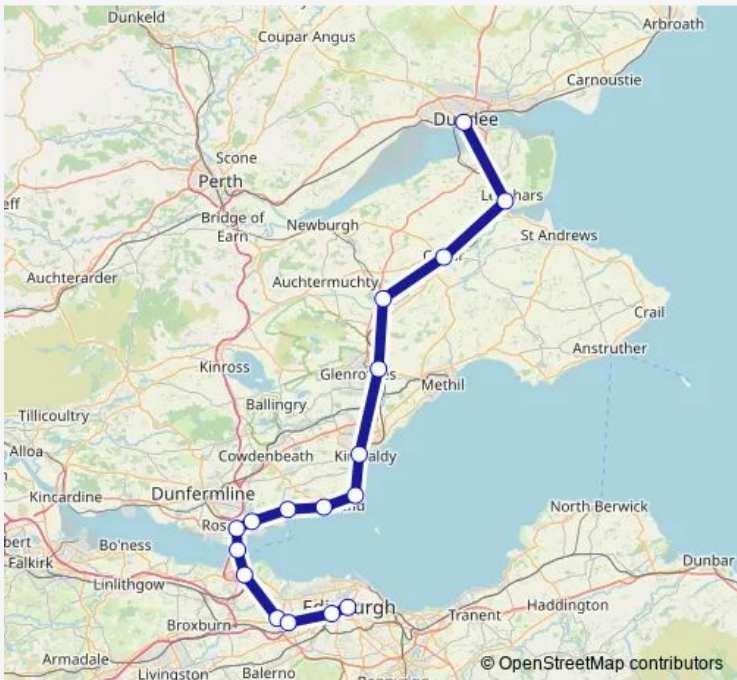 Dunkeld
Arbroath
Coupar Angus
Carnoustie
Scone
Perth
Bridge of
Earn
Newburgh
St Andrews
Auchterarder
Auchtermuchty
Crail
Anstruther
Kinross
Methil
Ballingry
Tillicoultry
Alloa
Cowdenbeath
Kincardine
Dunfermline
North Berwick
Bo'ness
Falkirk
Linlithgow
Dunbar
Haddington
Tranent
Broxburn
Armadale
Livingston
Balerno
© OpenStreetMap contributors